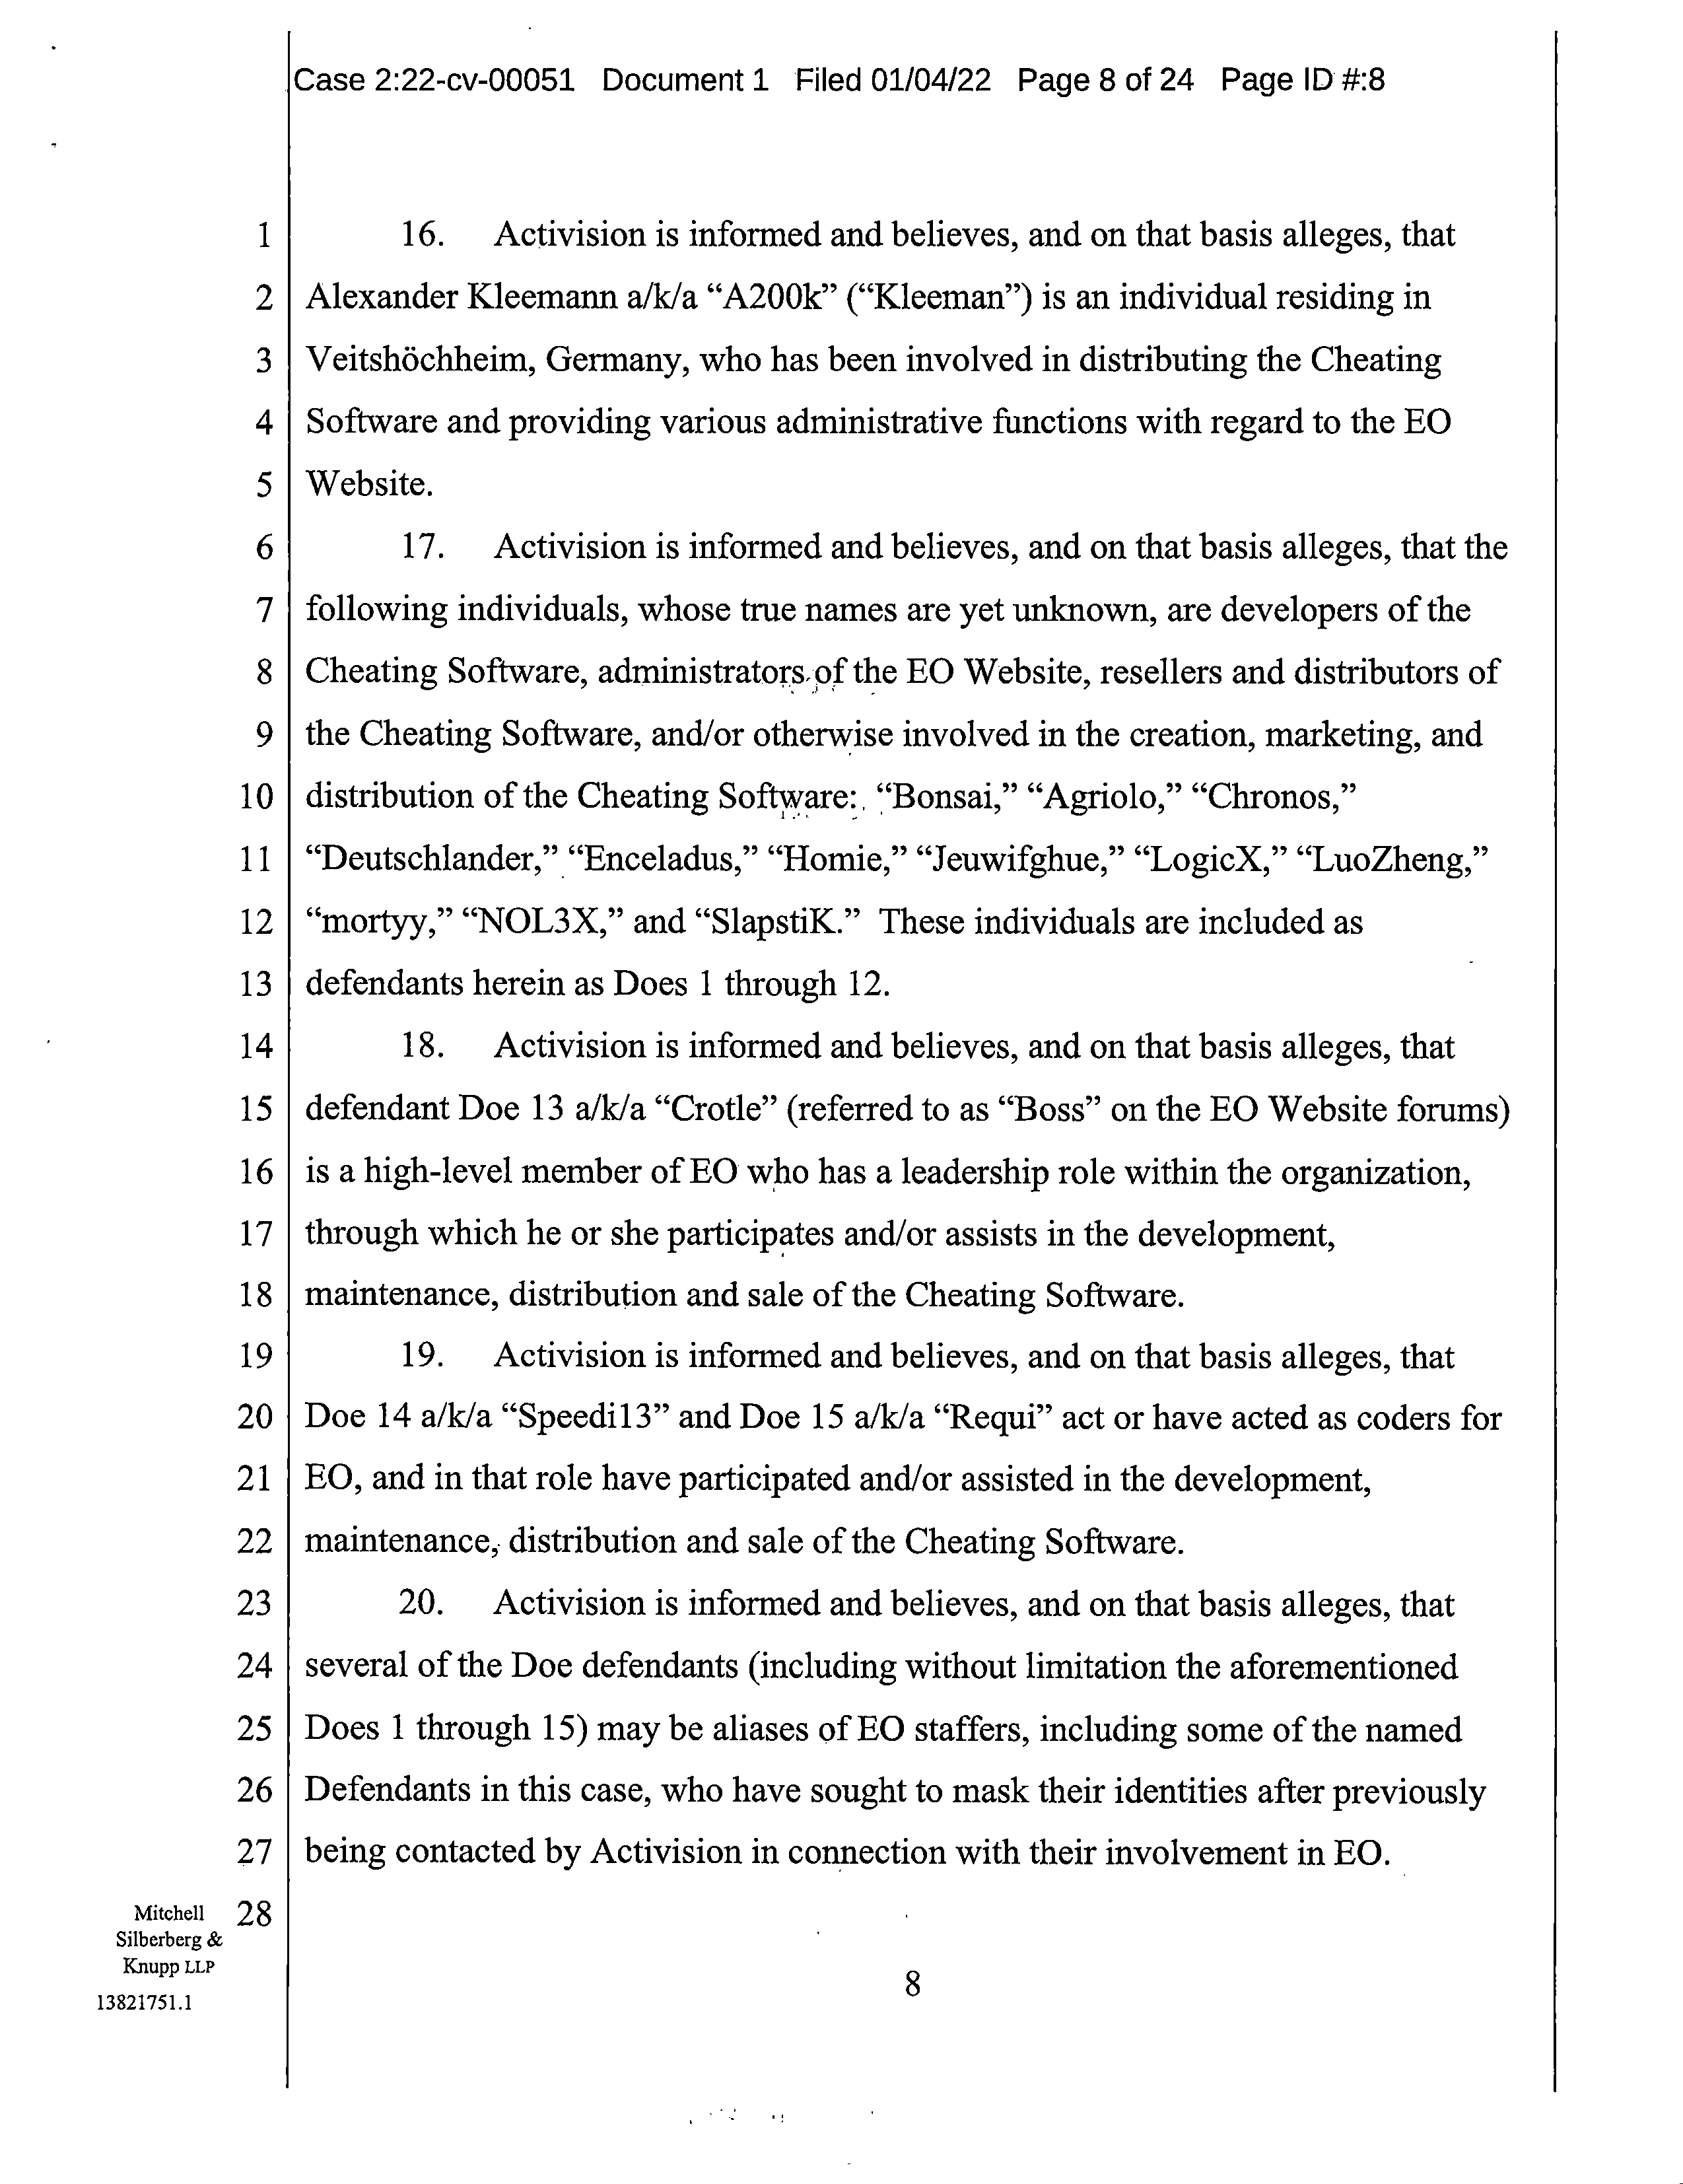 Case 2:22-cv-00051 Document 1 Filed 01/04/22 Page 8 of 24 Page ID #:8
1 16. Activision is informed and believes, and on that basis alleges, that
2 Alexander Kleemann a/k/a “A200k” (“Kleeman”) is an individual residing in
3 Veitshöchheim, Germany, who has been involved in distributing the Cheating
4 Software and providing various administrative functions with regard to the EO
5 Website.
6 17. Activision is informed and believes, and on that basis alleges, that the
7 following individuals, whose true names are yet unknown, are developers of the
8 Cheating Software, administrators of the EO Website, resellers and distributors of
9 the Cheating Software, and/or otherwise involved in the creation, marketing, and
10 distribution of the Cheating Software: “Bonsai,” “Agriolo,” “Chronos,”
11 “Deutschlander,” “Enceladus,” “Homie,” “Jeuwifghue,” “LogicX,” “LuoZheng,”
12 “mortyy,” “NOL3X,” and “SlapstiK.” These individuals are included as
13 defendants herein as Does 1 through 12.
14 18. Activision is informed and believes, and on that basis alleges, that
15 defendant Doe 13 a/k/a “Crotle” (referred to as “Boss” on the EO Website forums)
16 is a high-level member of EO who has a leadership role within the organization,
17 through which he or she participates and/or assists in the development,
18 maintenance, distribution and sale of the Cheating Software.
19 19. Activision is informed and believes, and on that basis alleges, that
20 Doe 14 a/k/a “Speedi13” and Doe 15 a/k/a “Requi” act or have acted as coders for
21 EO, and in that role have participated and/or assisted in the development,
22 maintenance, distribution and sale of the Cheating Software.
23 20. Activision is informed and believes, and on that basis alleges, that
24 several of the Doe defendants (including without limitation the aforementioned
25 Does 1 through 15) may be aliases of EO staffers, including some of the named
26 Defendants in this case, who have sought to mask their identities after previously
27 being contacted by Activision in connection with their involvement in EO.
28
Mitchell
Silberberg &
Knupp LLP
8
13821751.1